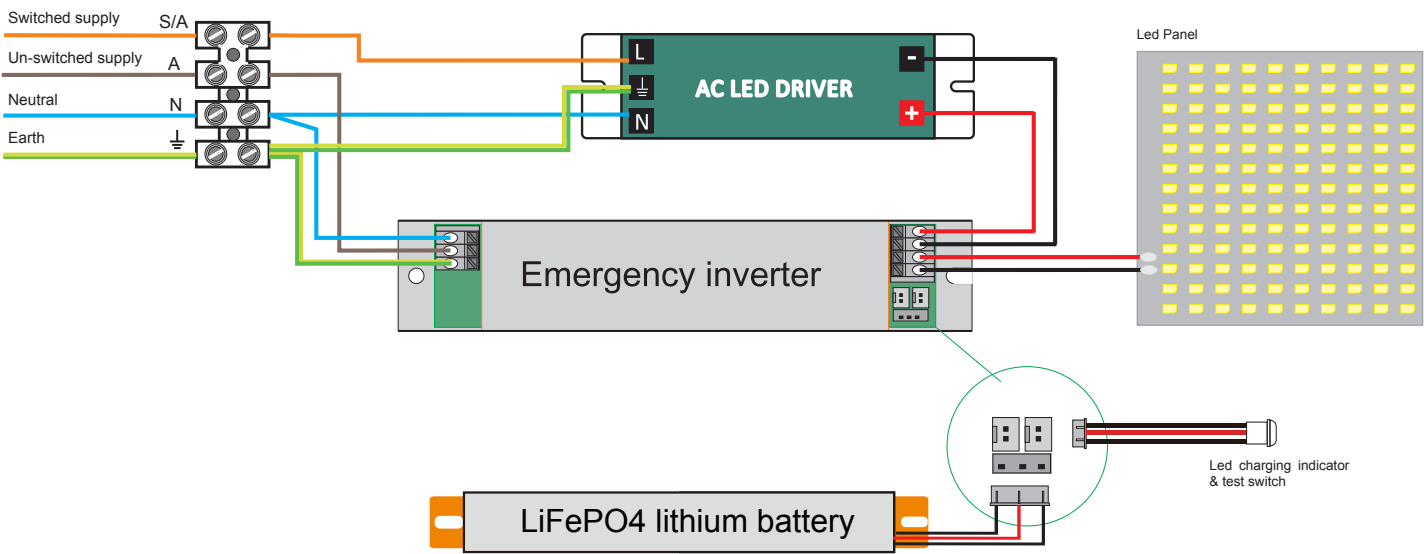 Switched supply
S/A
Un-switched supply
A
Neutral
N
Earth
L
N
AC LED DRIVER
-
+
Led Panel
Emergency inverter
Led charging indicator
& test switch
LiFePO4 lithium battery